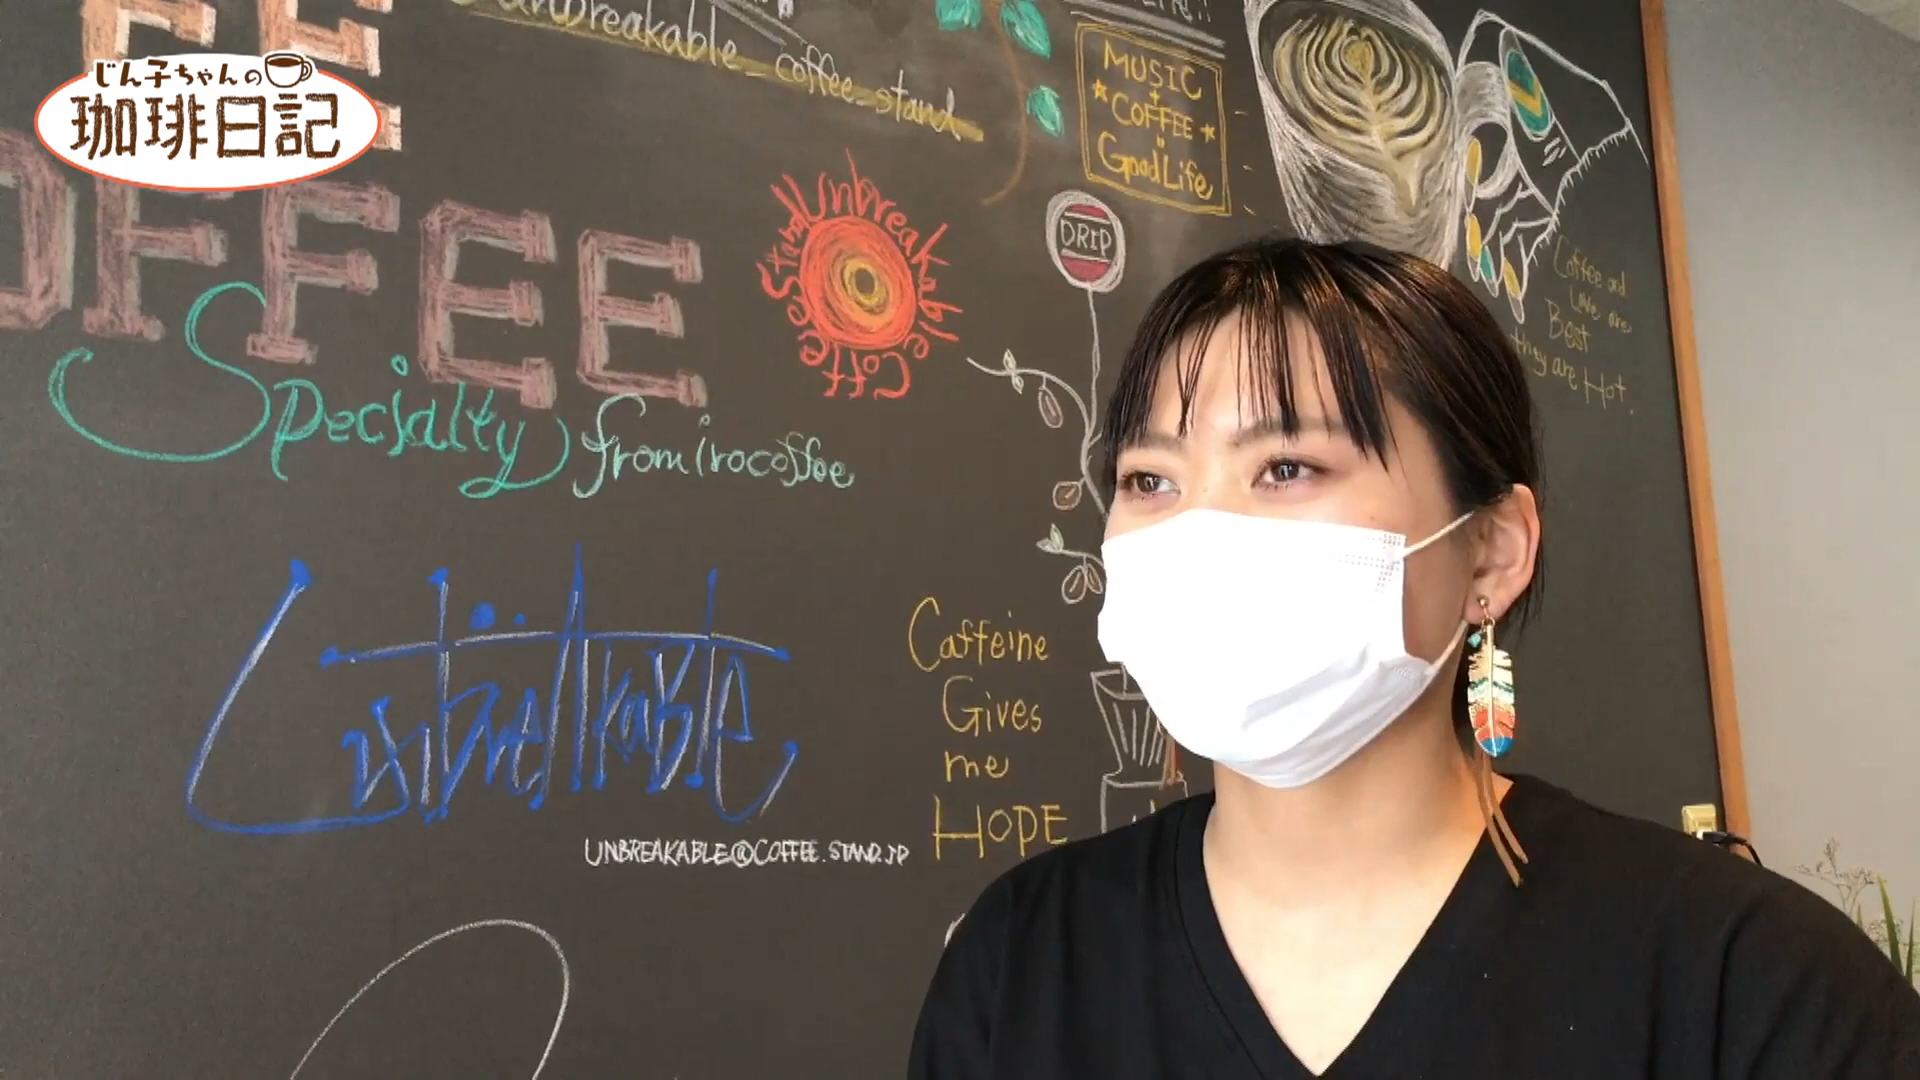 じん子ちゃんの
珈琲日記
unbreakable_coffee_stand
MUSIC
+
COFFEE
Good Life
COFFEE
Unbreakable Coffee Stand
DRIP
Specialty from irocoffee
Coffee and
Love are
Best
they are Hot.
Unbreakable
Caffeine
Gives
me
HOPE
UNBREAKABLE@COFFEE.STAND.JP